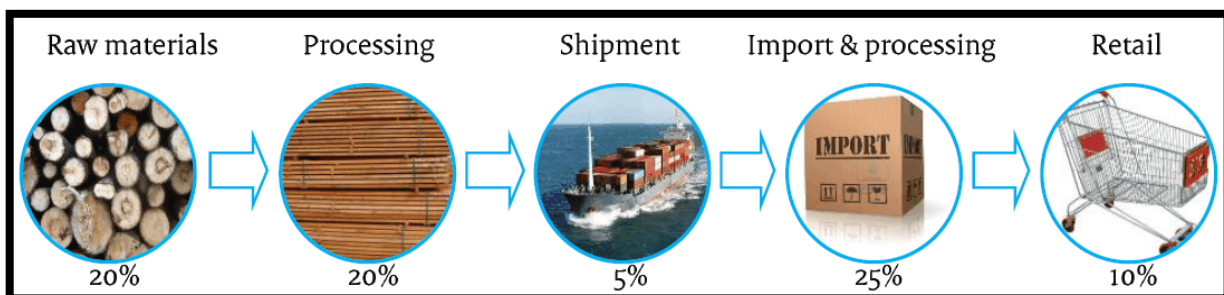 Raw materials
Processing
Shipment
Import & processing
Retail
IMPORT
20%
20%
5%
25%
10%